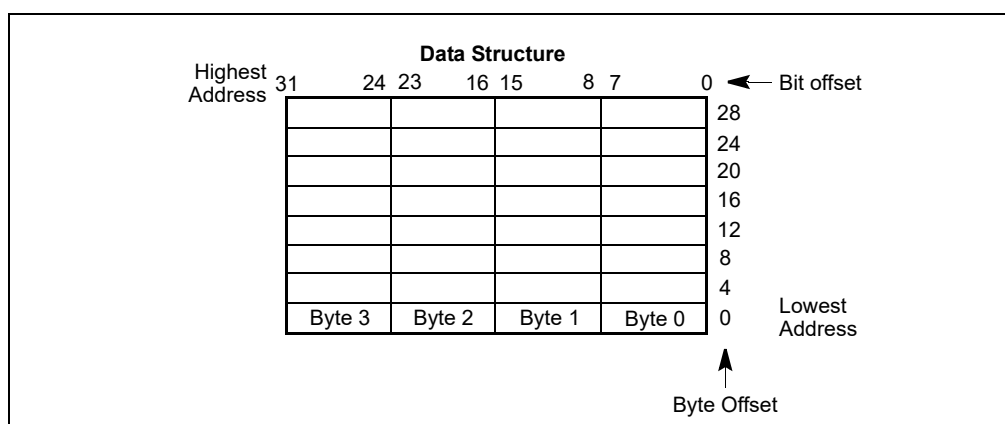 Data Structure
Highest Address
31 24 23 16 15 8 7 0 Bit offset
28
24
20
16
12
8
4
Byte 3 Byte 2 Byte 1 Byte 0 0
Lowest Address
Byte Offset